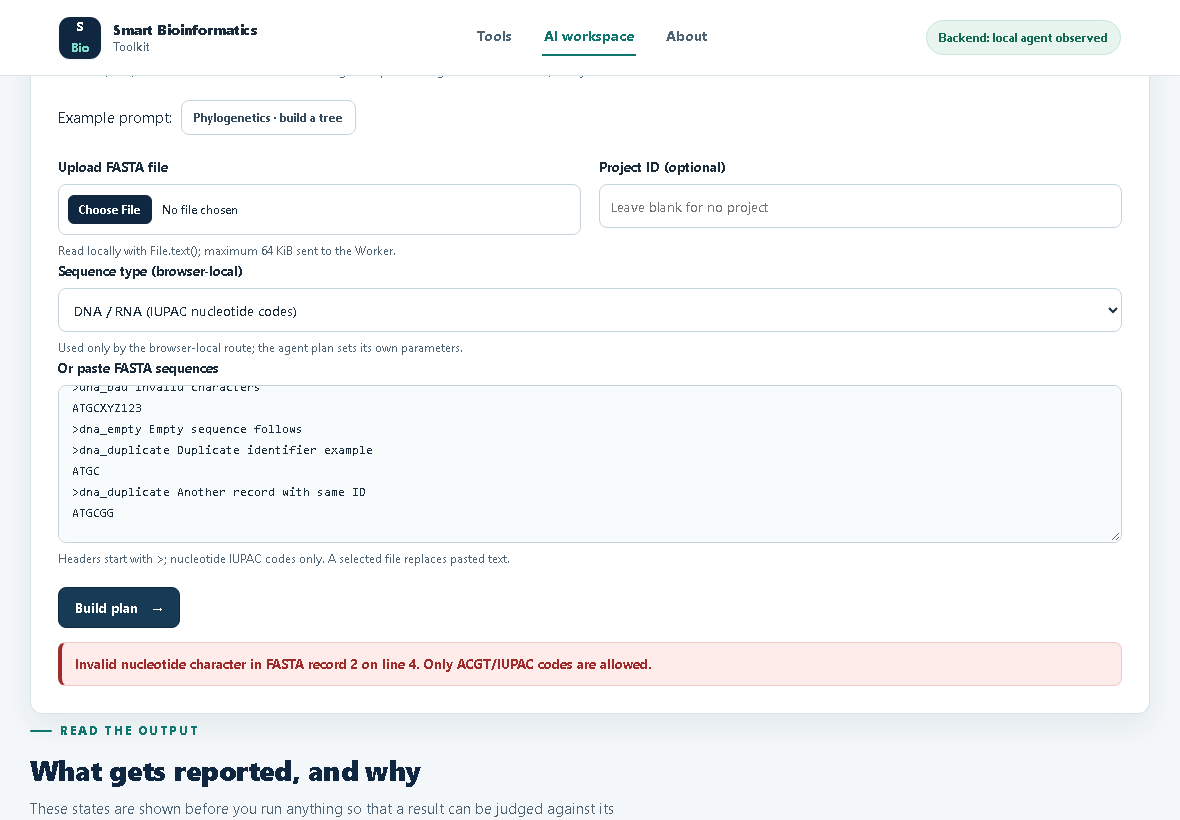 S
Bio
Smart Bioinformatics
Toolkit
Tools
AI workspace
About
Backend: local agent observed
Example prompt:
Phylogenetics · build a tree
Upload FASTA file
Project ID (optional)
Choose File
No file chosen
Leave blank for no project
Read locally with File.text(); maximum 64 KiB sent to the Worker.
Sequence type (browser-local)
DNA / RNA (IUPAC nucleotide codes)
Used only by the browser-local route; the agent plan sets its own parameters.
Or paste FASTA sequences
>dna_bad Invalid characters
ATGCXYZ123
>dna_empty Empty sequence follows
>dna_duplicate Duplicate identifier example
ATGC
>dna_duplicate Another record with same ID
ATGCGG
Headers start with >; nucleotide IUPAC codes only. A selected file replaces pasted text.
Build plan →
Invalid nucleotide character in FASTA record 2 on line 4. Only ACGT/IUPAC codes are allowed.
READ THE OUTPUT
What gets reported, and why
These states are shown before you run anything so that a result can be judged against its